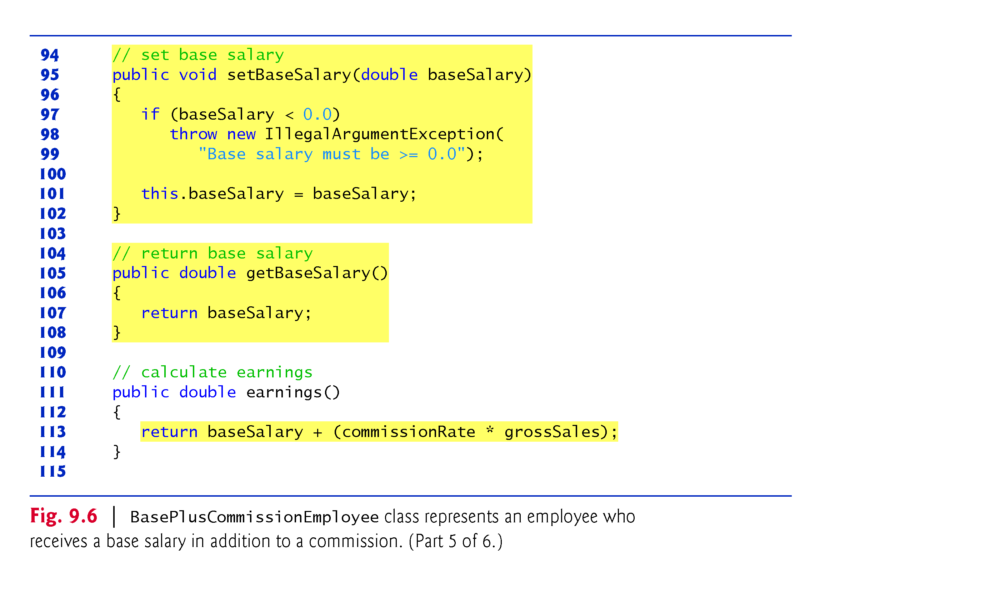 94 // set base salary
95 public void setBaseSalary(double baseSalary)
96 {
97 if (baseSalary < 0.0)
98 throw new IllegalArgumentException(
99 "Base salary must be >= 0.0");
100
101 this.baseSalary = baseSalary;
102 }
103
104 // return base salary
105 public double getBaseSalary()
106 {
107 return baseSalary;
108 }
109
110 // calculate earnings
111 public double earnings()
112 {
113 return baseSalary + (commissionRate * grossSales);
114 }
115
Fig. 9.6 | BasePlusCommissionEmployee class represents an employee who
receives a base salary in addition to a commission. (Part 5 of 6.)